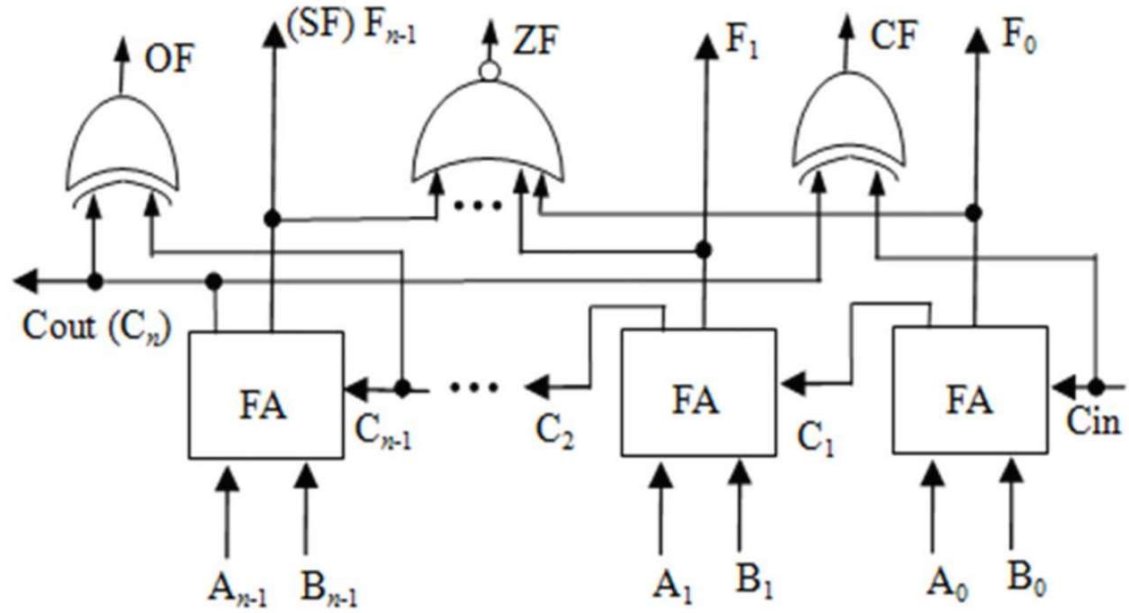 OF
(SF) Fn-1
ZF
F1
CF
F0
Cout (Cn)
FA
Cn-1
C2
FA
C1
FA
Cin
An-1
Bn-1
A1
B1
A0
B0